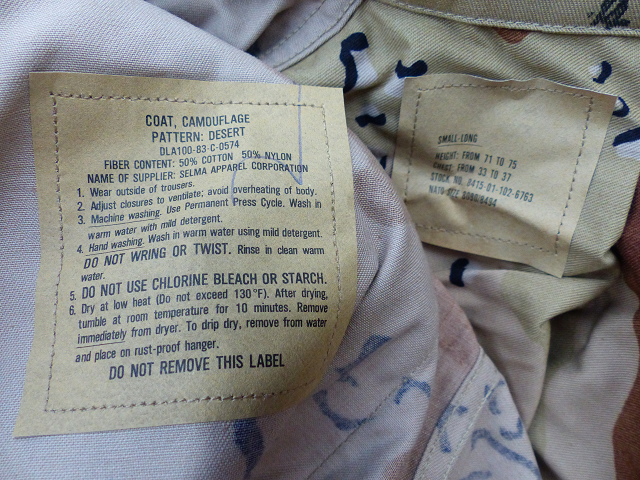 COAT, CAMOUFLAGE
PATTERN: DESERT
DLA100-83-C-0574
FIBER CONTENT: 50% COTTON 50% NYLON
NAME OF SUPPLIER: SELMA APPAREL CORPORATION
1. Wear outside of trousers.
2. Adjust closures to ventilate; avoid overheating of body.
3. Machine washing. Use Permanent Press Cycle. Wash in
warm water with mild detergent.
4. Hand washing. Wash in warm water using mild detergent.
DO NOT WRING OR TWIST. Rinse in clean warm
water.
5. DO NOT USE CHLORINE BLEACH OR STARCH.
6. Dry at low heat (Do not exceed 130°F). After drying,
tumble at room temperature for 10 minutes. Remove
immediately from dryer. To drip dry, remove from water
and place on rust-proof hanger.
DO NOT REMOVE THIS LABEL
SMALL-LONG
HEIGHT: FROM 71 TO 75
CHEST: FROM 33 TO 37
STOCK NO. 8415-01-102-6763
NATO SIZE